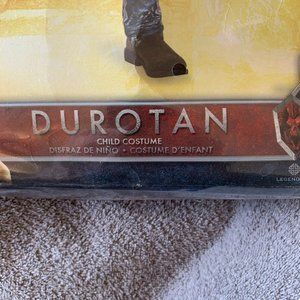 DUROTAN
CHILD COSTUME
DISFRAZ DE NIÑO • COSTUME D'ENFANT